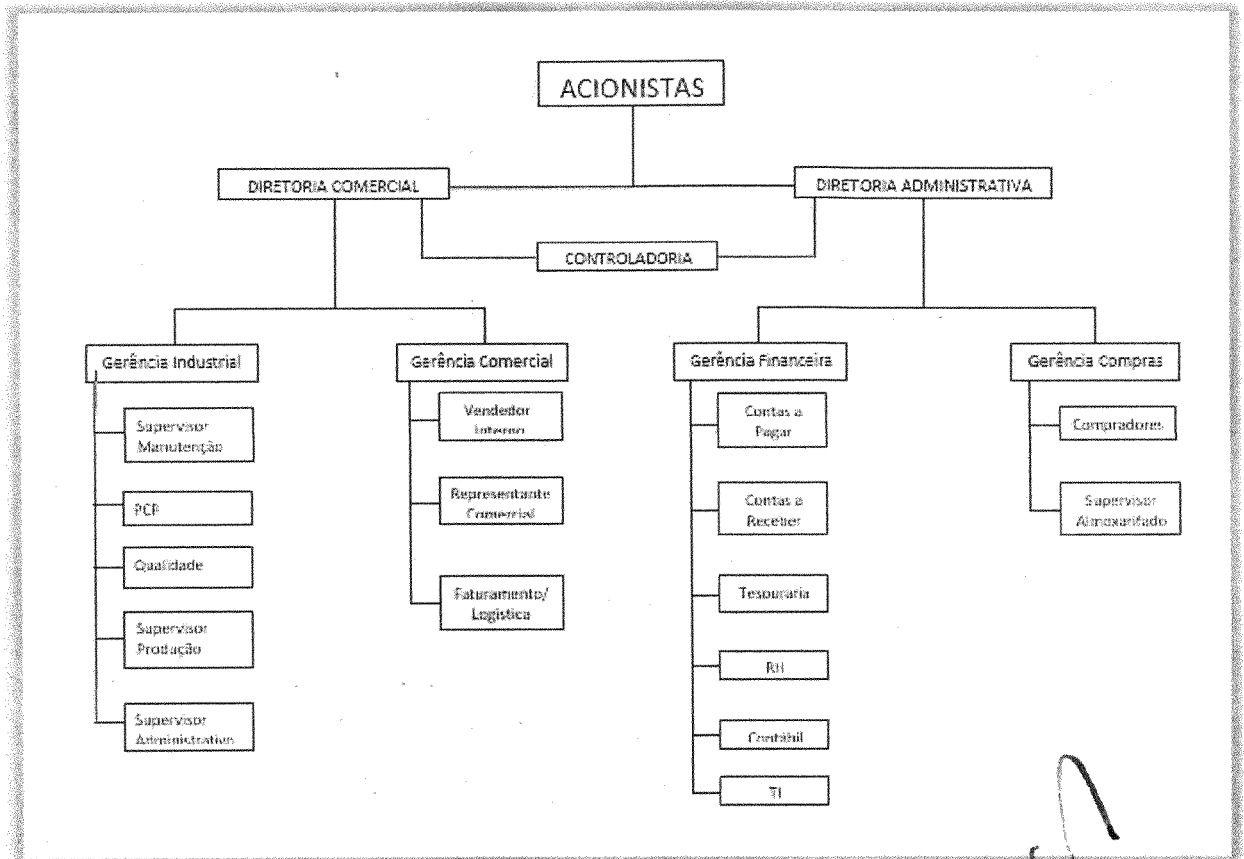 ACIONISTAS
DIRETORIA COMERCIAL
DIRETORIA ADMINISTRATIVA
CONTROLADORIA
Gerência Industrial
Gerência Comercial
Gerência Financeira
Gerência Compras
Supervisor
Manutenção
PCP
Qualidade
Supervisor
Produção
Supervisor
Administrativo
Vendedor
Interno
Representante
Comercial
Faturamento/
Logística
Contas a
Pagar
Contas a
Receber
Tesouraria
RH
Contábil
TI
Compradores
Supervisor
Almoxarifado